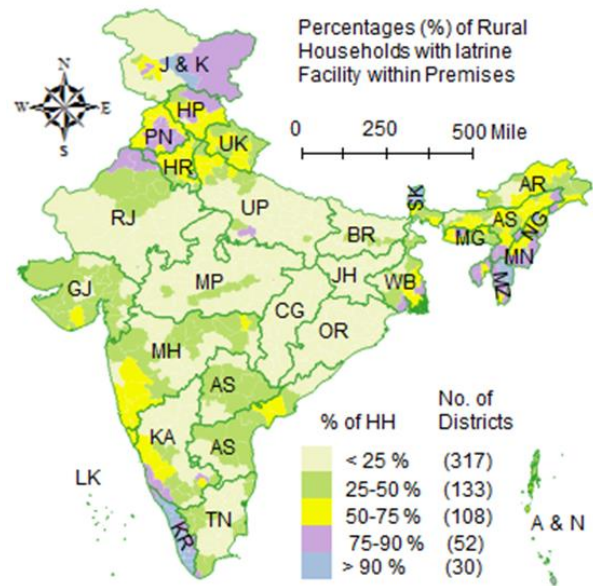 Percentages (%) of Rural
Households with latrine
Facility within Premises
N
W E
S
0 250 500 Mile
J & K
HP
PN
UK
HR
RJ
UP
SK
AR
AS
NG
MG
MN
MZ
BR
GJ
MP
JH
WB
CG
OR
MH
AS
KA
AS
LK
TN
KR
A & N
% of HH
No. of
Districts
< 25 % (317)
25-50 % (133)
50-75 % (108)
75-90 % (52)
> 90 % (30)